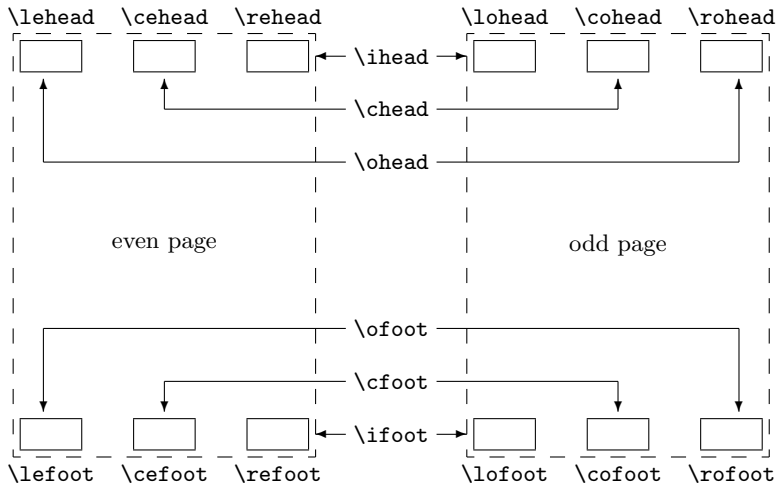 \lehead \cehead \rehead \lohead \cohead \rohead
\ihead
\chead
\ohead
even page odd page
\ofoot
\cfoot
\ifoot
\lefoot \cefoot \refoot \lofoot \cofoot \rofoot